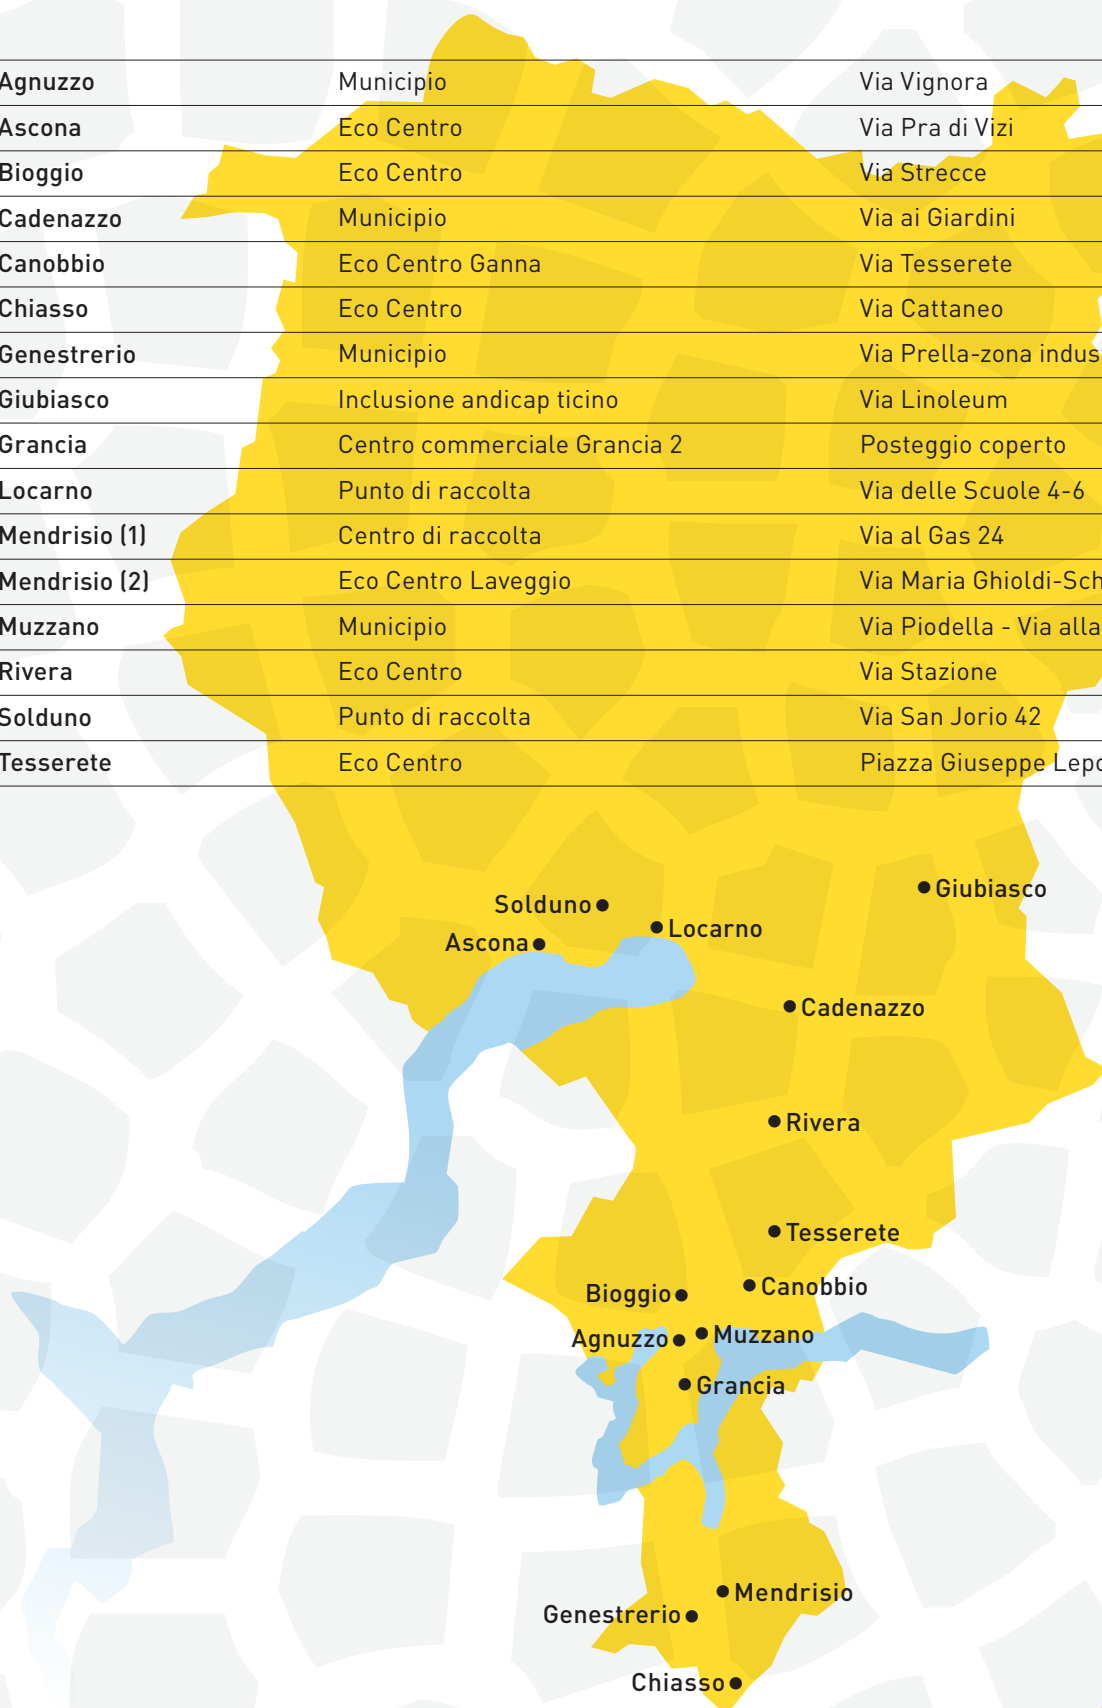 Agnuzzo Municipio Via Vignora
Ascona Eco Centro Via Pra di Vizi
Bioggio Eco Centro Via Strecce
Cadenazzo Municipio Via ai Giardini
Canobbio Eco Centro Ganna Via Tesserete
Chiasso Eco Centro Via Cattaneo
Genestrerio Municipio Via Prella-zona indus
Giubiasco Inclusione andicap ticino Via Linoleum
Grancia Centro commerciale Grancia 2 Posteggio coperto
Locarno Punto di raccolta Via delle Scuole 4-6
Mendrisio (1) Centro di raccolta Via al Gas 24
Mendrisio (2) Eco Centro Laveggio Via Maria Ghioldi-Sch
Muzzano Municipio Via Piodella - Via alla
Rivera Eco Centro Via Stazione
Solduno Punto di raccolta Via San Jorio 42
Tesserete Eco Centro Piazza Giuseppe Lepo
Giubiasco
Solduno
Locarno
Ascona
Cadenazzo
Rivera
Tesserete
Canobbio
Bioggio
Muzzano
Agnuzzo
Grancia
Mendrisio
Genestrerio
Chiasso